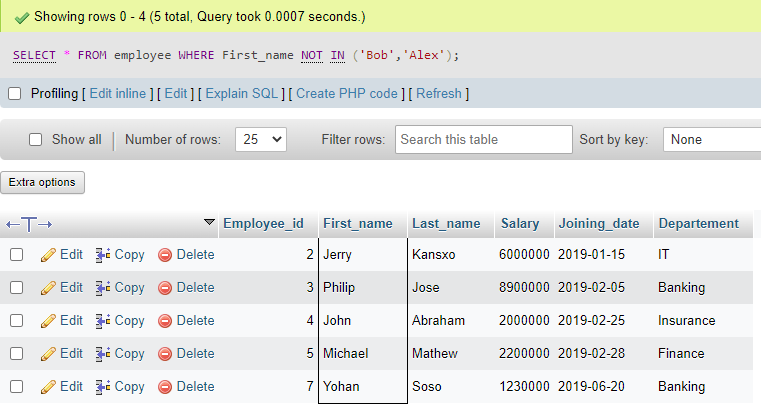 Showing rows 0 - 4 (5 total, Query took 0.0007 seconds.)
SELECT * FROM employee WHERE First_name NOT IN ('Bob','Alex');
Profiling [ Edit inline ] [ Edit ] [ Explain SQL ] [ Create PHP code ] [ Refresh ]
Show all Number of rows: 25 Filter rows: Search this table Sort by key: None
Extra options
Employee_id First_name Last_name Salary Joining_date Departement
Edit Copy Delete 2 Jerry Kansxo 6000000 2019-01-15 IT
Edit Copy Delete 3 Philip Jose 8900000 2019-02-05 Banking
Edit Copy Delete 4 John Abraham 2000000 2019-02-25 Insurance
Edit Copy Delete 5 Michael Mathew 2200000 2019-02-28 Finance
Edit Copy Delete 7 Yohan Soso 1230000 2019-06-20 Banking